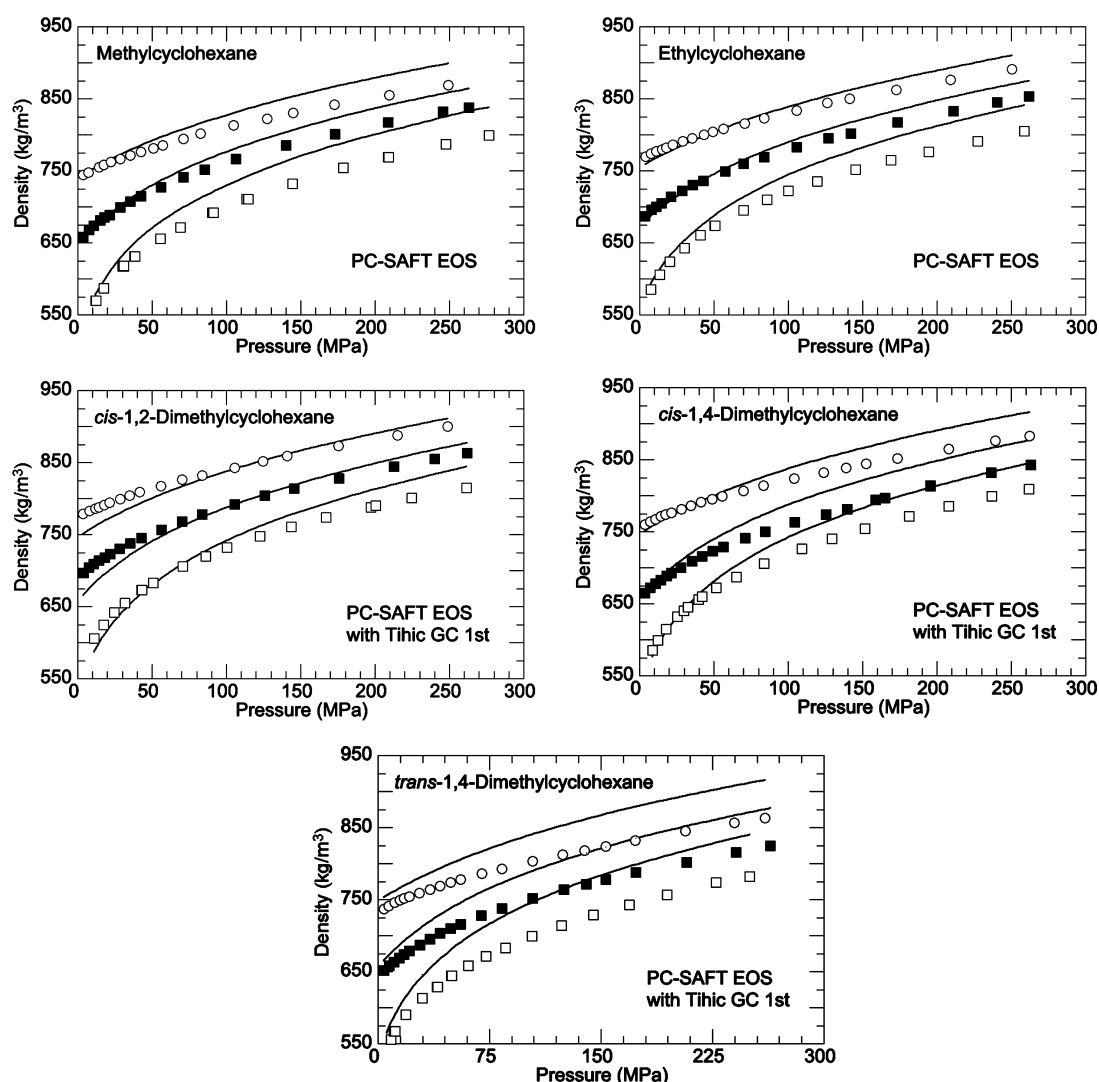 950
850
750
650
550
Density (kg/m3)
Methylcyclohexane
PC-SAFT EOS
0 50 100 150 200 250 300
Pressure (MPa)
950
850
750
650
550
Density (kg/m3)
Ethylcyclohexane
PC-SAFT EOS
0 50 100 150 200 250 300
Pressure (MPa)
950
850
750
650
550
Density (kg/m3)
cis-1,2-Dimethylcyclohexane
PC-SAFT EOS
with Tihic GC 1st
0 50 100 150 200 250 300
Pressure (MPa)
950
850
750
650
550
Density (kg/m3)
cis-1,4-Dimethylcyclohexane
PC-SAFT EOS
with Tihic GC 1st
0 50 100 150 200 250 300
Pressure (MPa)
950
850
750
650
550
Density (kg/m3)
trans-1,4-Dimethylcyclohexane
PC-SAFT EOS
with Tihic GC 1st
0 75 150 225 300
Pressure (MPa)